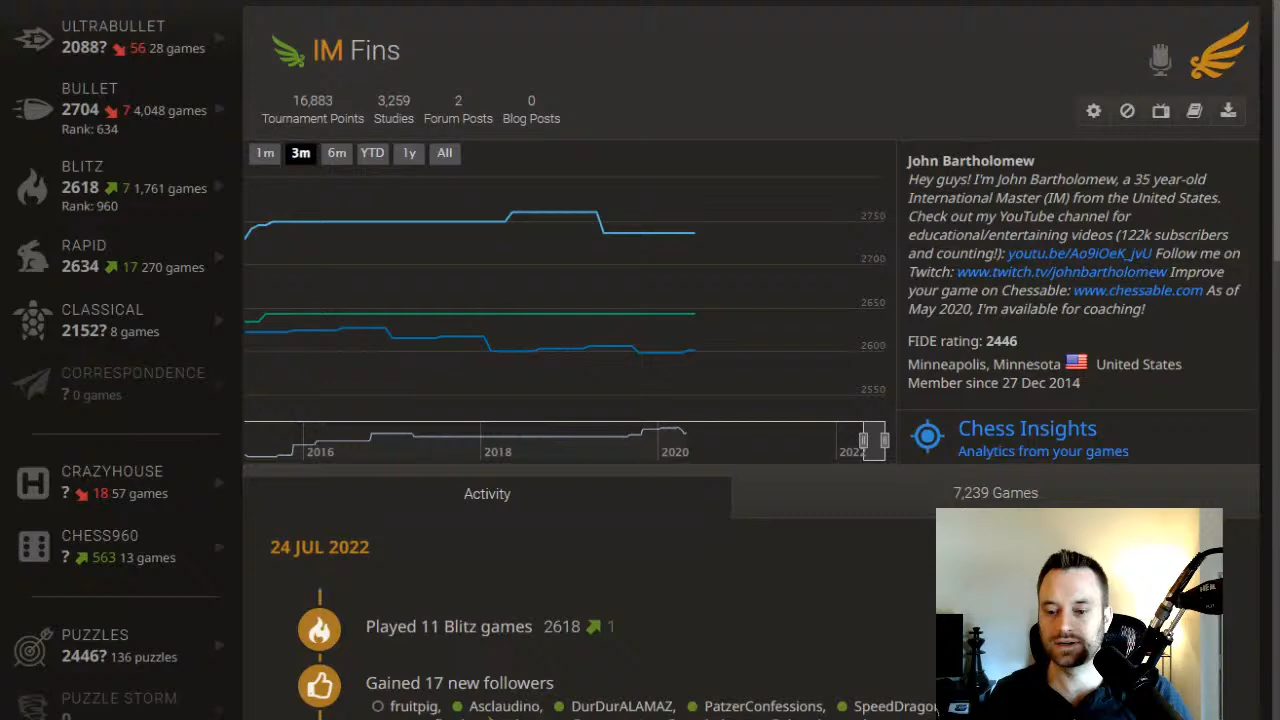 ULTRABULLET
2088? 56 28 games
BULLET
2704 7 4,048 games
Rank: 634
BLITZ
2618 7 1,761 games
Rank: 960
RAPID
2634 17 270 games
CLASSICAL
2152? 8 games
CORRESPONDENCE
? 0 games
CRAZYHOUSE
? 18 57 games
CHESS960
? 563 13 games
PUZZLES
2446? 136 puzzles
PUZZLE STORM
IM Fins
16,883 3,259 2 0
Tournament Points Studies Forum Posts Blog Posts
1m 3m 6m YTD 1y All
2750
2700
2650
2600
2550
2016 2018 2020 2022
John Bartholomew
Hey guys! I'm John Bartholomew, a 35 year-old
International Master (IM) from the United States.
Check out my YouTube channel for
educational/entertaining videos (122k subscribers
and counting!): youtu.be/Ao9iOeK_jvU Follow me on
Twitch: www.twitch.tv/johnbartholomew Improve
your game on Chessable: www.chessable.com As of
May 2020, I'm available for coaching!
FIDE rating: 2446
Minneapolis, Minnesota United States
Member since 27 Dec 2014
Chess Insights
Analytics from your games
Activity 7,239 Games
24 JUL 2022
Played 11 Blitz games 2618 1
Gained 17 new followers
fruitpig, Asclaudino, DurDurALAMAZ, PatzerConfessions, SpeedDragon